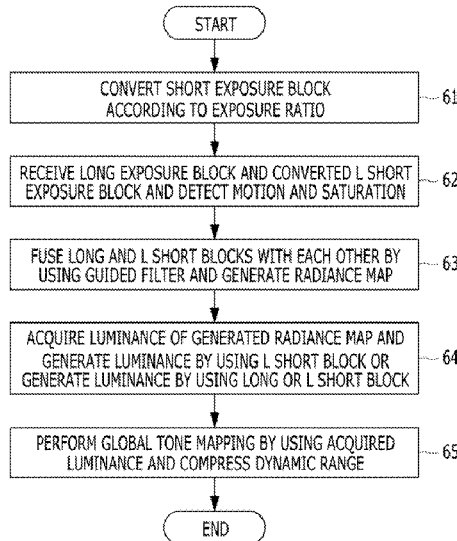 START
CONVERT SHORT EXPOSURE BLOCK
ACCORDING TO EXPOSURE RATIO
61
RECEIVE LONG EXPOSURE BLOCK AND CONVERTED L SHORT
EXPOSURE BLOCK AND DETECT MOTION AND SATURATION
62
FUSE LONG AND L SHORT BLOCKS WITH EACH OTHER BY
USING GUIDED FILTER AND GENERATE RADIANCE MAP
63
ACQUIRE LUMINANCE OF GENERATED RADIANCE MAP AND
GENERATE LUMINANCE BY USING L SHORT BLOCK OR
GENERATE LUMINANCE BY USING LONG OR L SHORT BLOCK
64
PERFORM GLOBAL TONE MAPPING BY USING ACQUIRED
LUMINANCE AND COMPRESS DYNAMIC RANGE
65
END